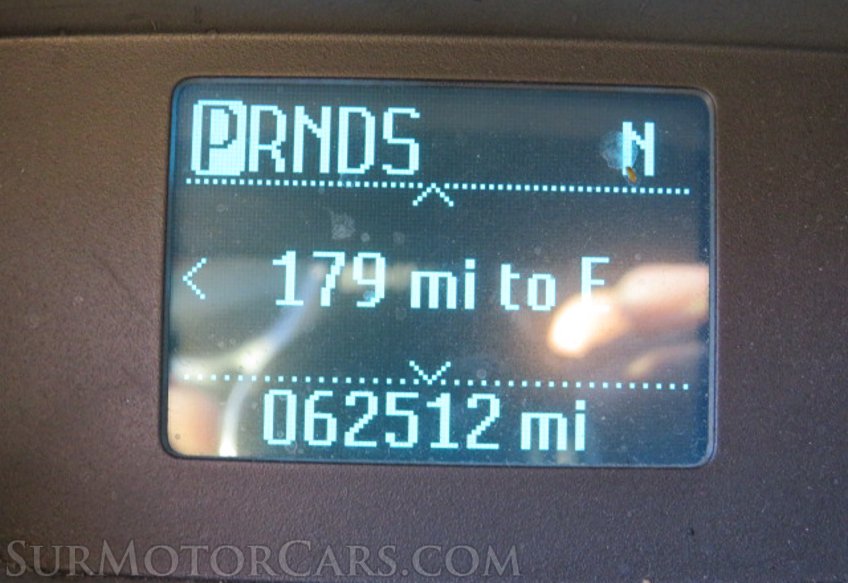 PRNDS N
179 mi to E
062512 mi
SURMOTORCARS.COM